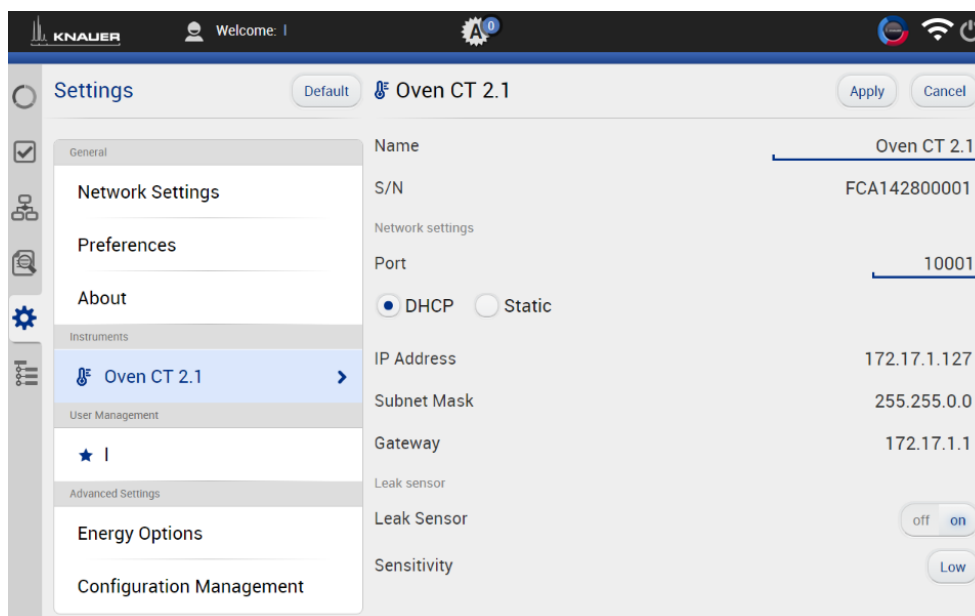 KNAUER Welcome: l A 0
Settings Default
General
Network Settings
Preferences
About
Instruments
Oven CT 2.1
User Management
l
Advanced Settings
Energy Options
Configuration Management
Oven CT 2.1 Apply Cancel
Name Oven CT 2.1
S/N FCA142800001
Network settings
Port 10001
DHCP Static
IP Address 172.17.1.127
Subnet Mask 255.255.0.0
Gateway 172.17.1.1
Leak sensor
Leak Sensor off on
Sensitivity Low